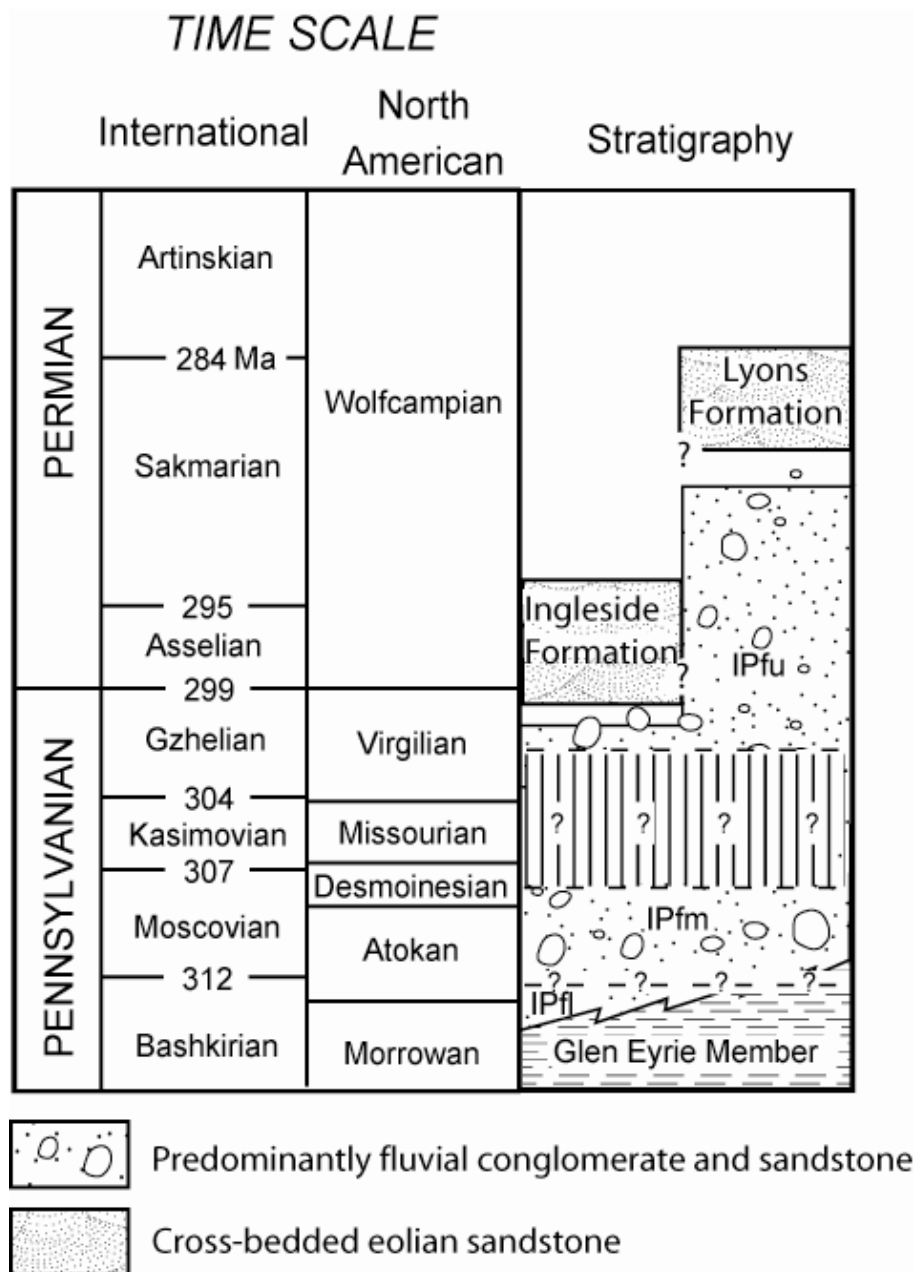 TIME SCALE
International
North
American
Stratigraphy
PERMIAN
Artinskian
284 Ma
Sakmarian
295
Asselian
299
Wolfcampian
Lyons
Formation
?
Ingleside
Formation
?
IPfu
PENNSYLVANIAN
Gzhelian
304
Kasimovian
307
Moscovian
312
Bashkirian
Virgilian
Missourian
Desmoinesian
Atokan
Morrowan
? ? ? ?
IPfm
? ? ? ?
IPfl
Glen Eyrie Member
Predominantly fluvial conglomerate and sandstone
Cross-bedded eolian sandstone